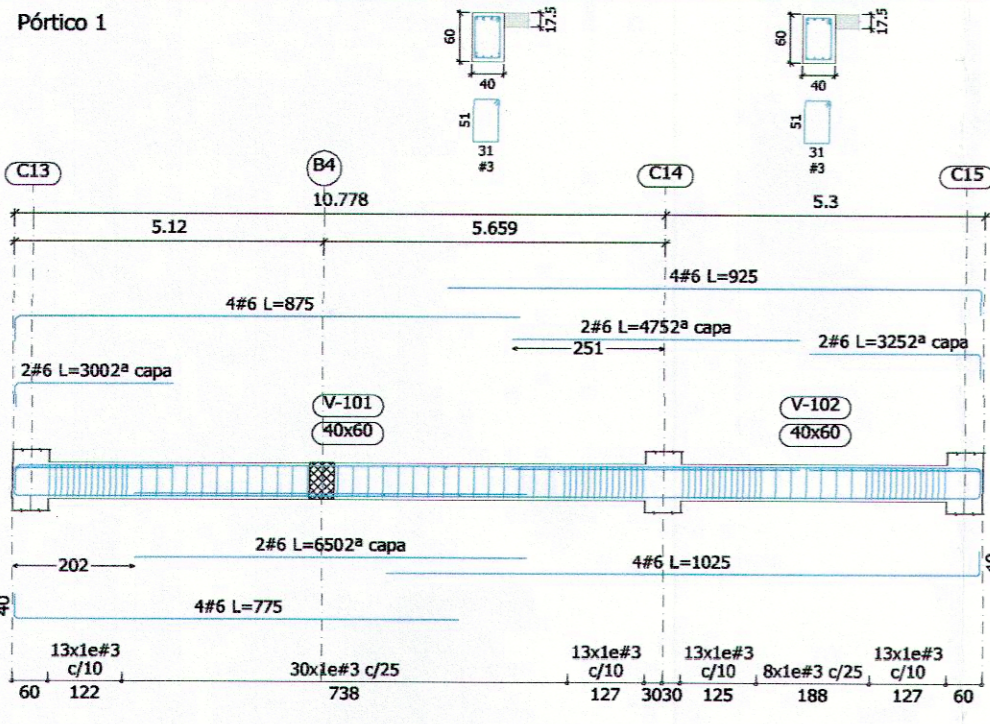 Pórtico 1
60
17.5
40
51
31
#3
60
17.5
40
51
31
#3
C13
B4
C14
C15
10.778
5.3
5.12
5.659
4#6 L=925
4#6 L=875
2#6 L=4752ª capa
251
2#6 L=3252ª capa
2#6 L=3002ª capa
V-101
40x60
V-102
40x60
2#6 L=6502ª capa
202
4#6 L=1025
40
4#6 L=775
13x1e#3
c/10
30x1e#3 c/25
13x1e#3
c/10
13x1e#3
c/10
8x1e#3 c/25
13x1e#3
c/10
60
122
738
127
3030
125
188
127
60